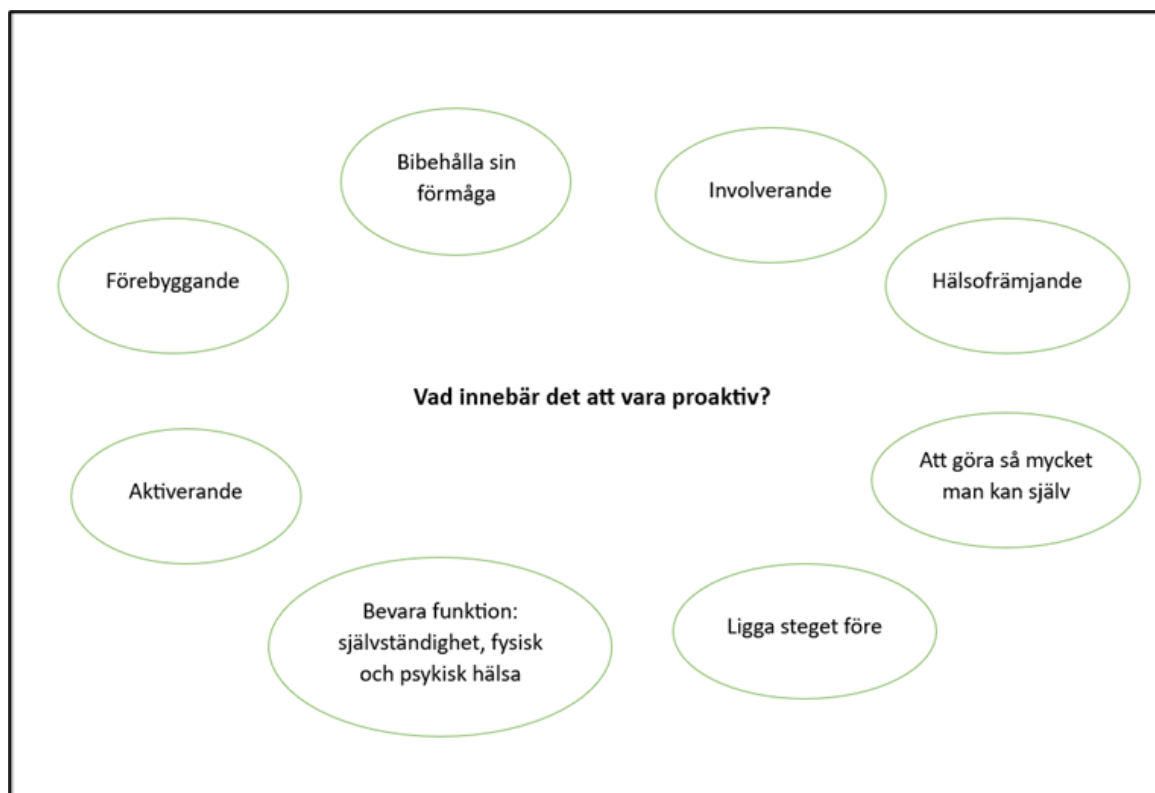 Bibehålla sin
förmåga
Involverande
Förebyggande
Hälsofrämjande
Vad innebär det att vara proaktiv?
Aktiverande
Att göra så mycket
man kan själv
Bevara funktion:
självständighet, fysisk
och psykisk hälsa
Ligga steget före